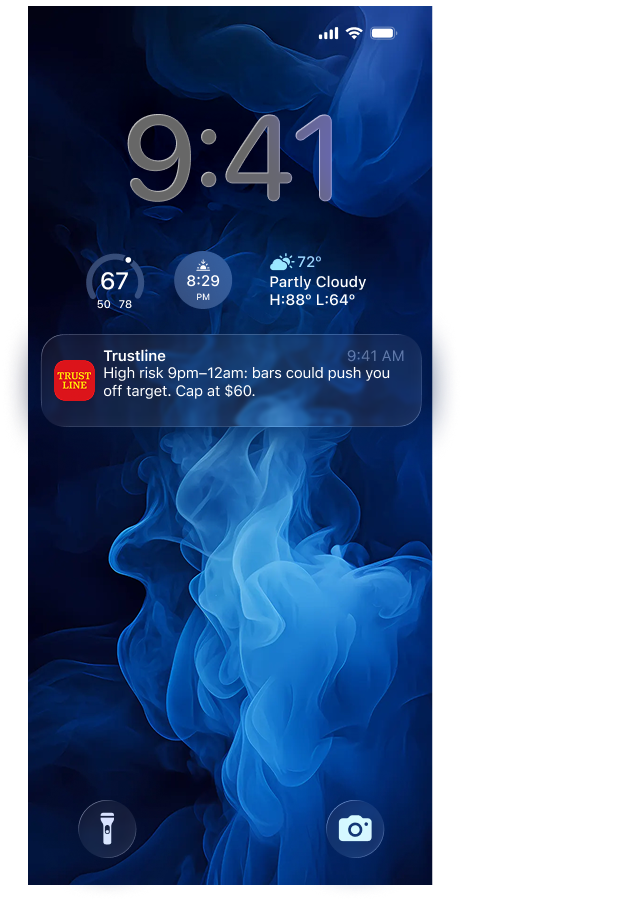 9:41
67
50 78
8:29
PM
72°
Partly Cloudy
H:88° L:64°
TRUST
LINE
Trustline 9:41 AM
High risk 9pm–12am: bars could push you
off target. Cap at $60.